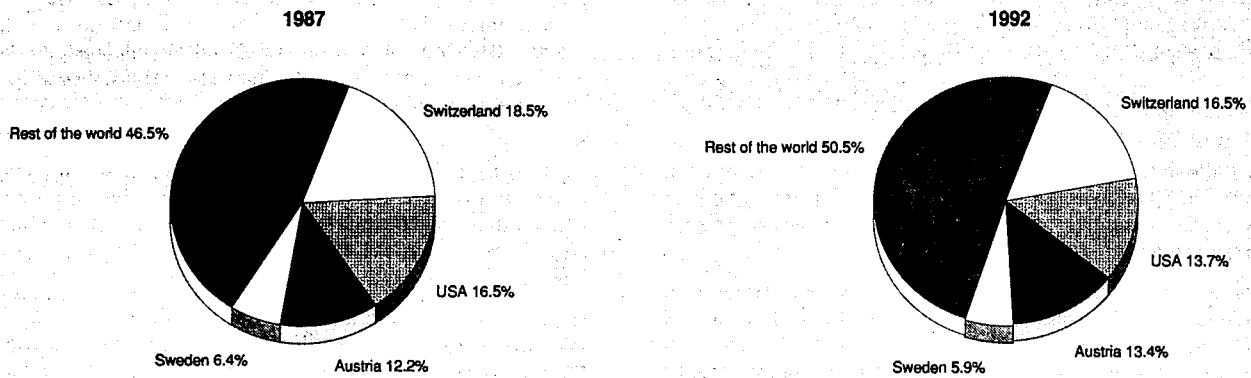 1987
Switzerland 18.5%
Rest of the world 46.5%
USA 16.5%
Sweden 6.4%
Austria 12.2%
1992
Switzerland 16.5%
Rest of the world 50.5%
USA 13.7%
Austria 13.4%
Sweden 5.9%